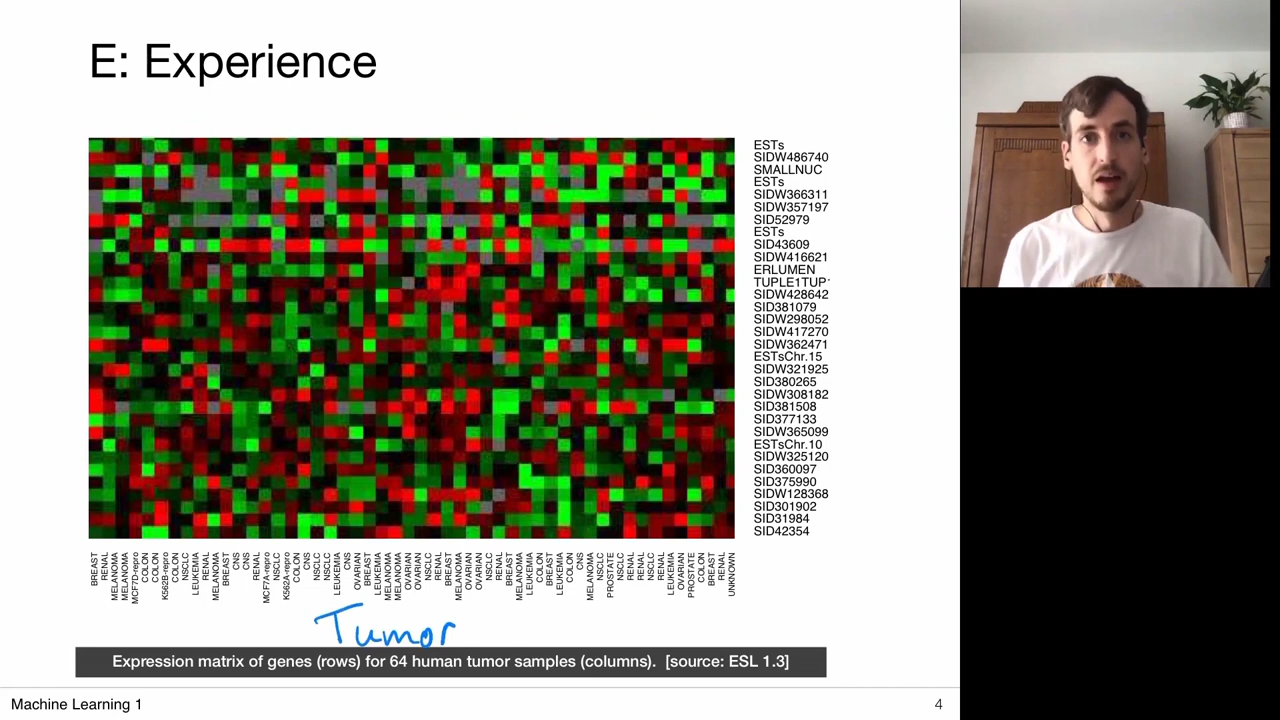 E: Experience
ESTs
SIDW486740
SMALLNUC
ESTs
SIDW366311
SIDW357197
SID52979
ESTs
SID43609
SIDW416621
ERLUMEN
TUPLE1TUP
SIDW428642
SID381079
SIDW298052
SIDW417270
SIDW362471
ESTsChr.15
SIDW321925
SID380265
SIDW308182
SID381508
SID377133
SIDW365099
ESTsChr.10
SIDW325120
SID360097
SID375990
SIDW128368
SID301902
SID31984
SID42354
BREAST
RENAL
MELANOMA
MELANOMA
MCF7D-repro
COLON
COLON
K562B-repro
COLON
NSCLC
LEUKEMIA
RENAL
MELANOMA
BREAST
CNS
CNS
RENAL
MCF7A-repro
NSCLC
K562A-repro
COLON
CNS
NSCLC
NSCLC
LEUKEMIA
CNS
OVARIAN
BREAST
LEUKEMIA
MELANOMA
MELANOMA
OVARIAN
OVARIAN
NSCLC
RENAL
BREAST
MELANOMA
OVARIAN
OVARIAN
NSCLC
RENAL
BREAST
MELANOMA
LEUKEMIA
COLON
BREAST
LEUKEMIA
COLON
CNS
MELANOMA
NSCLC
PROSTATE
NSCLC
RENAL
RENAL
NSCLC
RENAL
LEUKEMIA
OVARIAN
PROSTATE
COLON
BREAST
RENAL
UNKNOWN
Tumor
Expression matrix of genes (rows) for 64 human tumor samples (columns). [source: ESL 1.3]
Machine Learning 1
4